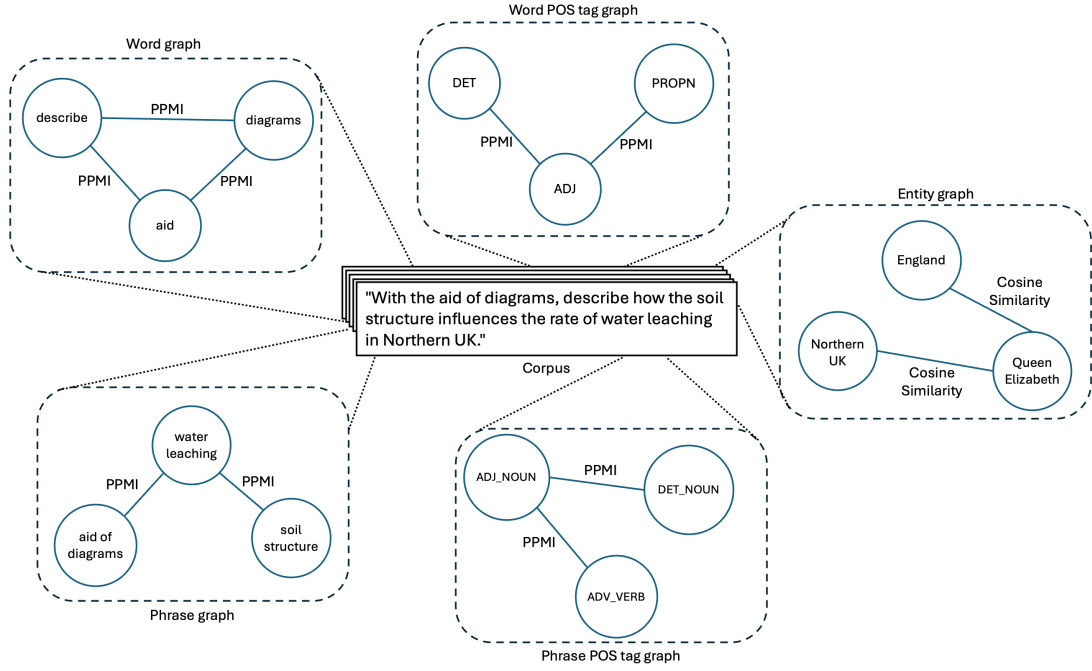 Word POS tag graph
Word graph
DET
PROPN
PPMI
PPMI
ADJ
describe
PPMI
diagrams
PPMI
PPMI
aid
Entity graph
England
Cosine
Similarity
Northern
UK
Cosine
Similarity
Queen
Elizabeth
"With the aid of diagrams, describe how the soil
structure influences the rate of water leaching
in Northern UK."
Corpus
water
leaching
PPMI
PPMI
aid of
diagrams
soil
structure
Phrase graph
ADJ_NOUN
PPMI
DET_NOUN
PPMI
ADV_VERB
Phrase POS tag graph